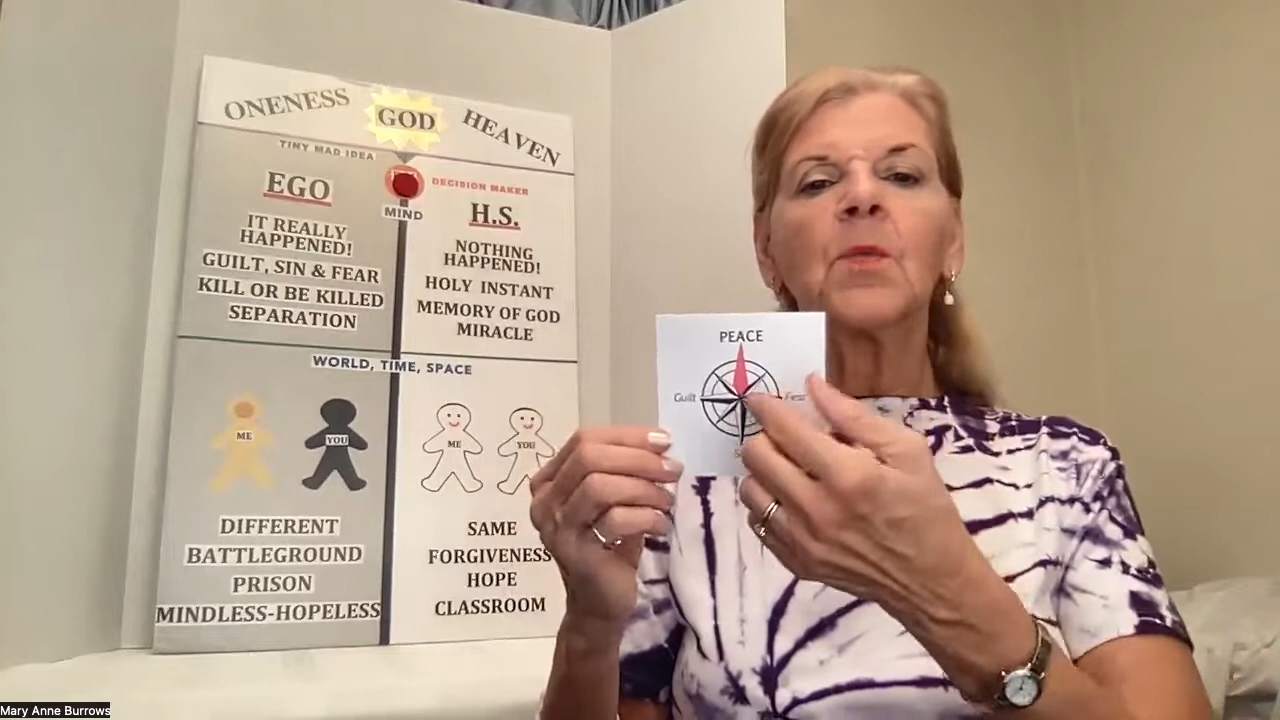 ONENESS GOD HEAVEN
TINY MAD IDEA
DECISION MAKER
MIND
EGO
IT REALLY
HAPPENED!
GUILT, SIN & FEAR
KILL OR BE KILLED
SEPARATION
H.S.
NOTHING
HAPPENED!
HOLY INSTANT
MEMORY OF GOD
MIRACLE
WORLD, TIME, SPACE
ME
YOU
ME
YOU
DIFFERENT
BATTLEGROUND
PRISON
MINDLESS-HOPELESS
SAME
FORGIVENESS
HOPE
CLASSROOM
PEACE
Guilt
Mary Anne Burrows